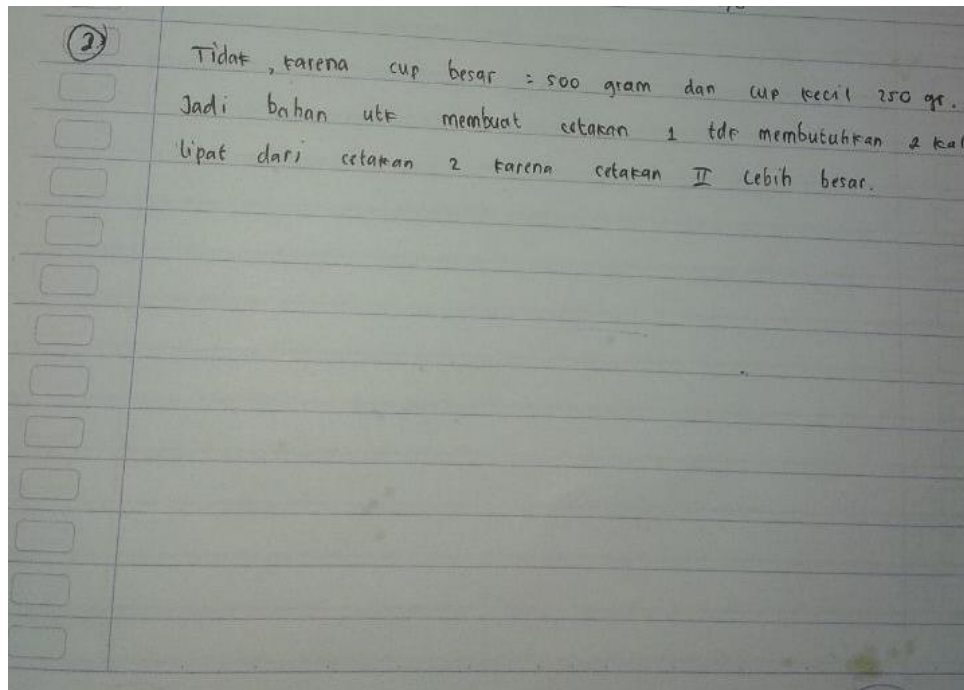 2
Tidak, karena cup besar = 500 gram dan cup kecil 250 gr.
Jadi bahan utk membuat cetakan 1 tdk membutuhkan 2 kal
lipat dari cetakan 2 karena cetakan II lebih besar.